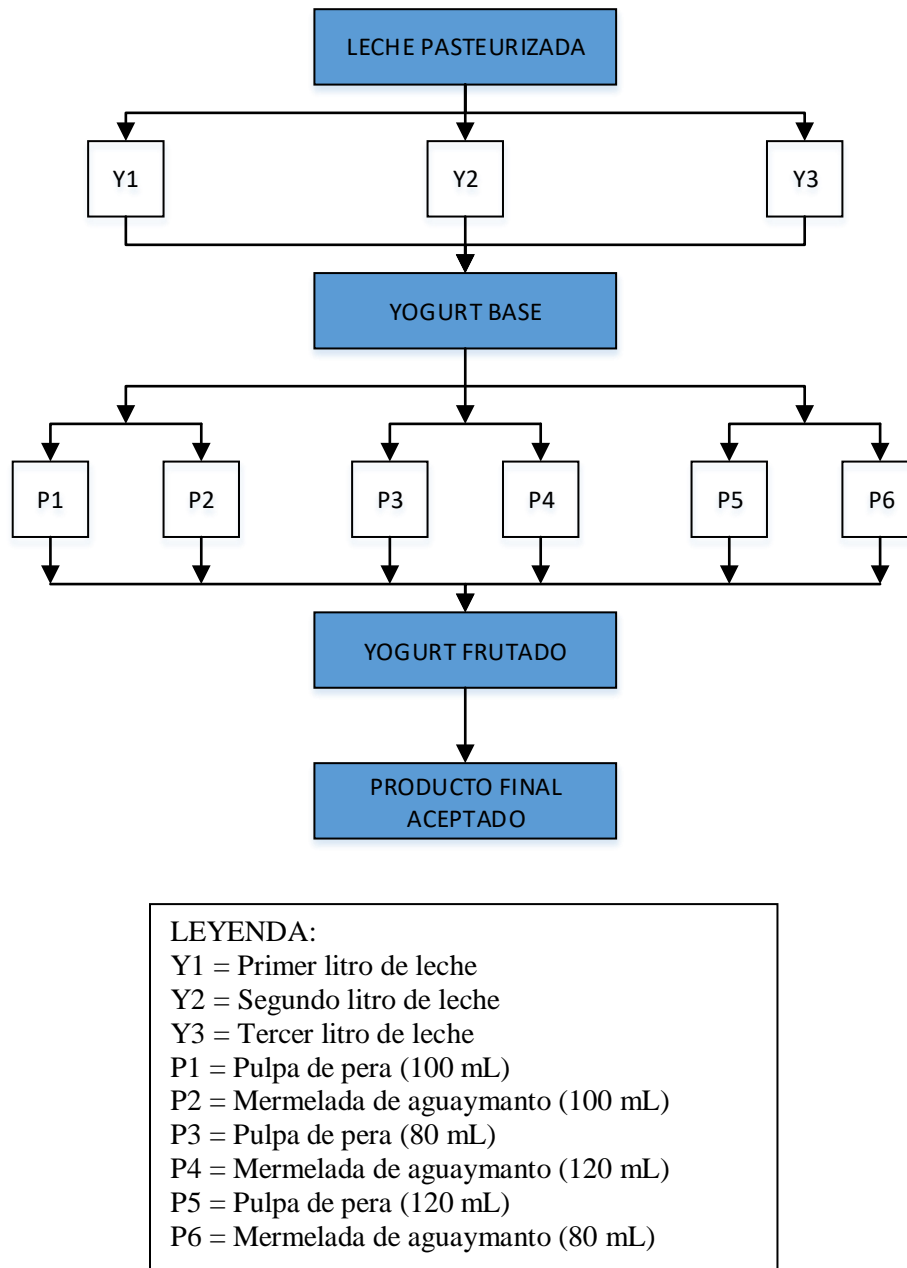 LECHE PASTEURIZADA
Y1
Y2
Y3
YOGURT BASE
P1
P2
P3
P4
P5
P6
YOGURT FRUTADO
PRODUCTO FINAL
ACEPTADO
LEYENDA:
Y1 = Primer litro de leche
Y2 = Segundo litro de leche
Y3 = Tercer litro de leche
P1 = Pulpa de pera (100 mL)
P2 = Mermelada de aguaymanto (100 mL)
P3 = Pulpa de pera (80 mL)
P4 = Mermelada de aguaymanto (120 mL)
P5 = Pulpa de pera (120 mL)
P6 = Mermelada de aguaymanto (80 mL)